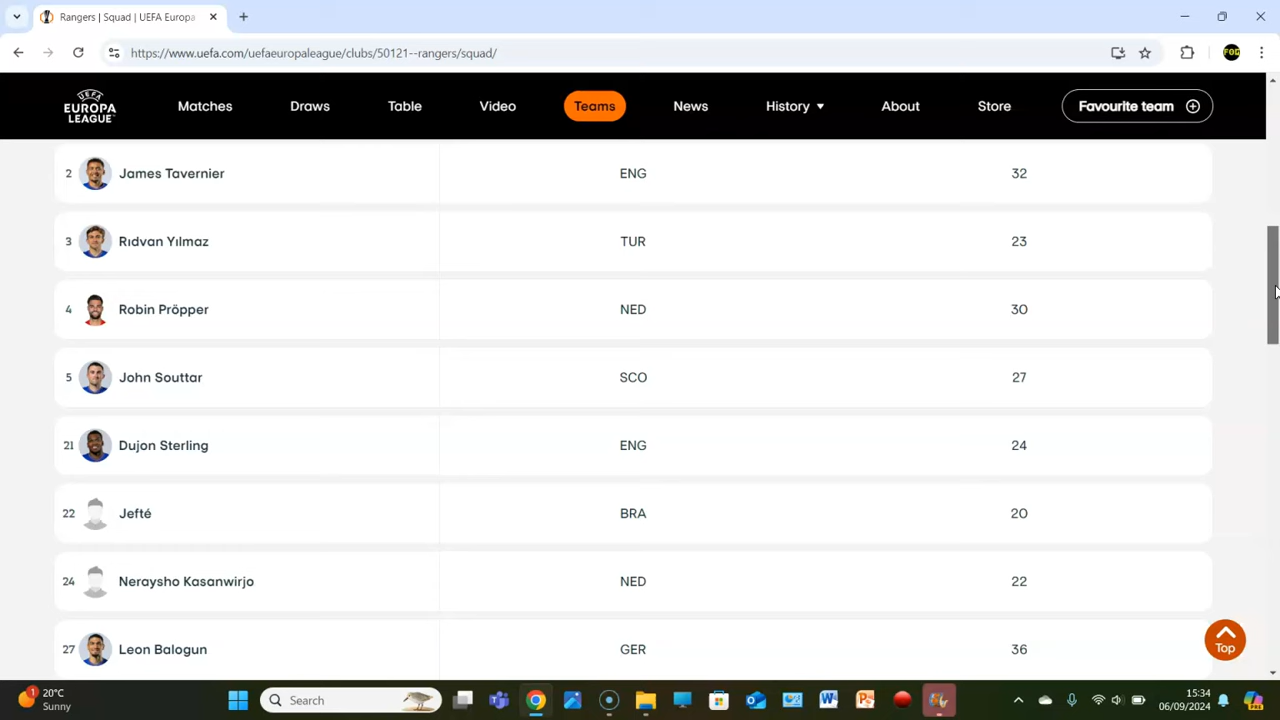 Rangers | Squad | UEFA Europa
https://www.uefa.com/uefaeuropaleague/clubs/50121--rangers/squad/
FEG
UEFA
EUROPA
LEAGUE
Matches
Draws
Table
Video
Teams
News
History
About
Store
Favourite team
2 James Tavernier ENG 32
3 Rıdvan Yılmaz TUR 23
4 Robin Pröpper NED 30
5 John Souttar SCO 27
21 Dujon Sterling ENG 24
22 Jefté BRA 20
24 Neraysho Kasanwirjo NED 22
27 Leon Balogun GER 36
Top
1
20°C
Sunny
Search
15:34
06/09/2024
PRE